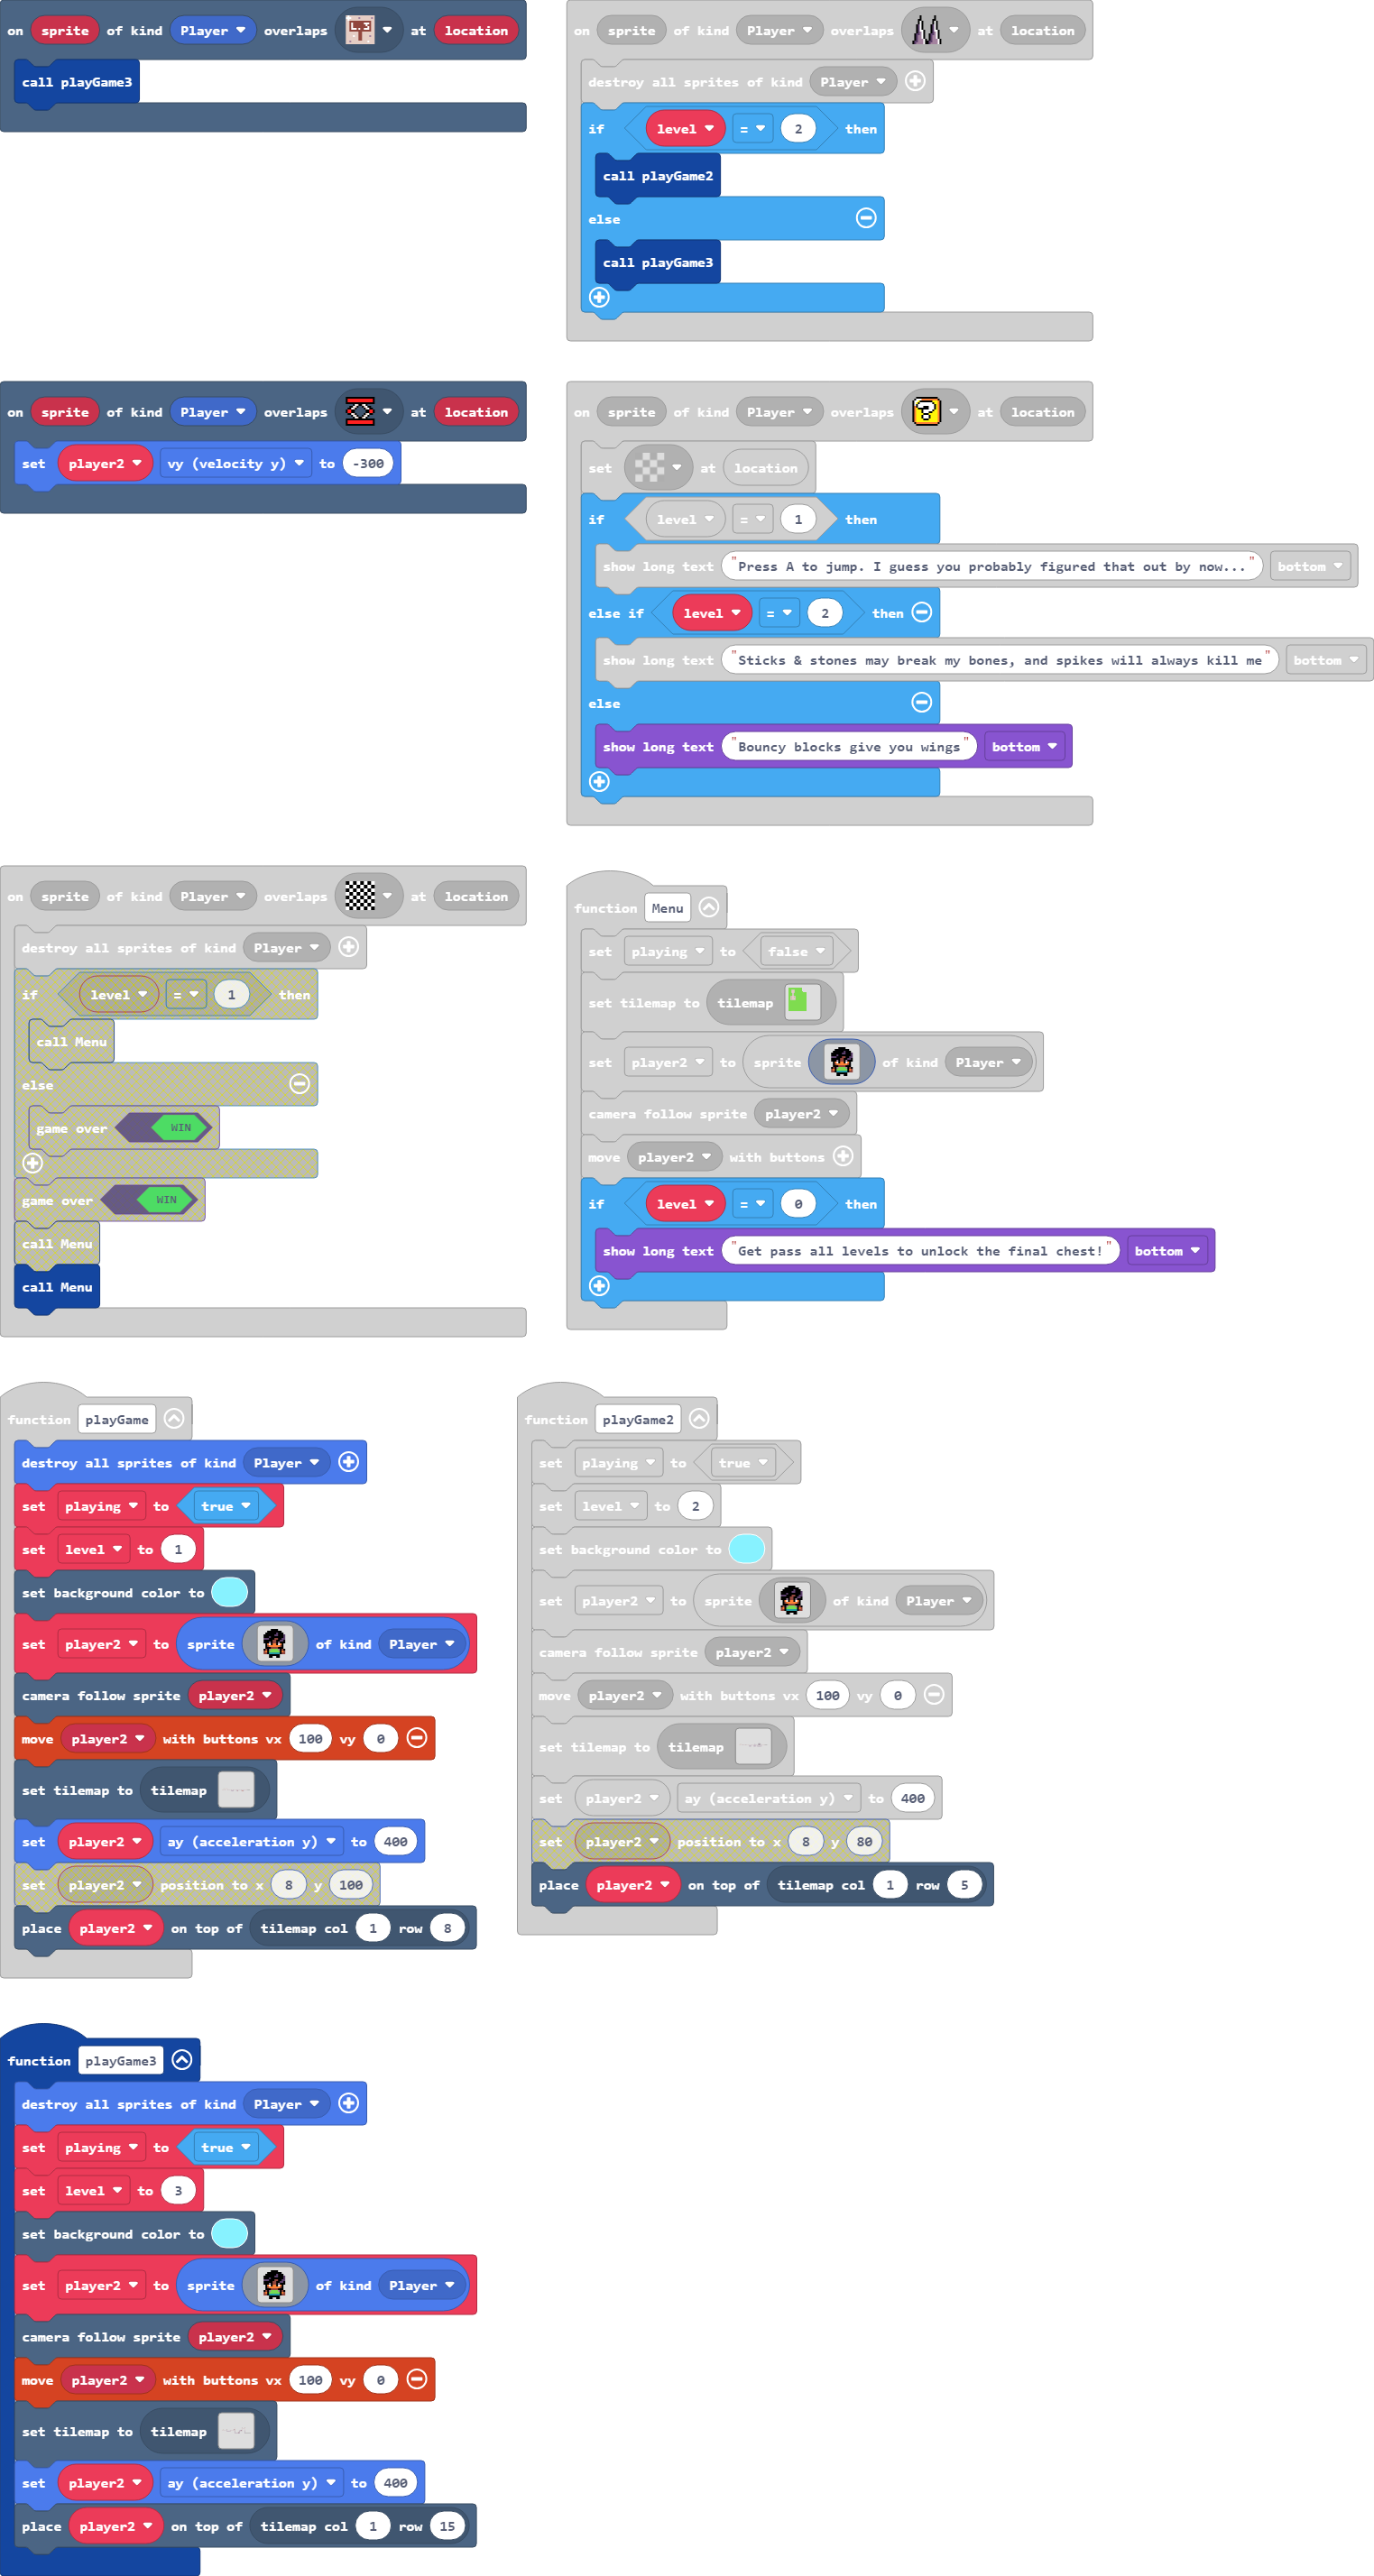 on sprite of kind Player overlaps L.3 at location
call playGame3
on sprite of kind Player overlaps at location
destroy all sprites of kind Player
if level = 2 then
call playGame2
else
call playGame3
on sprite of kind Player overlaps at location
set player2 vy (velocity y) to -300
on sprite of kind Player overlaps ? at location
set at location
if level = 1 then
show long text "Press A to jump. I guess you probably figured that out by now..." bottom
else if level = 2 then
show long text "Sticks & stones may break my bones, and spikes will always kill me" bottom
else
show long text "Bouncy blocks give you wings" bottom
on sprite of kind Player overlaps at location
destroy all sprites of kind Player
if level = 1 then
call Menu
else
game over WIN
game over WIN
call Menu
call Menu
function Menu
set playing to false
set tilemap to tilemap
set player2 to sprite of kind Player
camera follow sprite player2
move player2 with buttons
if level = 0 then
show long text "Get pass all levels to unlock the final chest!" bottom
function playGame
destroy all sprites of kind Player
set playing to true
set level to 1
set background color to
set player2 to sprite of kind Player
camera follow sprite player2
move player2 with buttons vx 100 vy 0
set tilemap to tilemap
set player2 ay (acceleration y) to 400
set player2 position to x 8 y 100
place player2 on top of tilemap col 1 row 8
function playGame2
set playing to true
set level to 2
set background color to
set player2 to sprite of kind Player
camera follow sprite player2
move player2 with buttons vx 100 vy 0
set tilemap to tilemap
set player2 ay (acceleration y) to 400
set player2 position to x 8 y 80
place player2 on top of tilemap col 1 row 5
function playGame3
destroy all sprites of kind Player
set playing to true
set level to 3
set background color to
set player2 to sprite of kind Player
camera follow sprite player2
move player2 with buttons vx 100 vy 0
set tilemap to tilemap
set player2 ay (acceleration y) to 400
place player2 on top of tilemap col 1 row 15